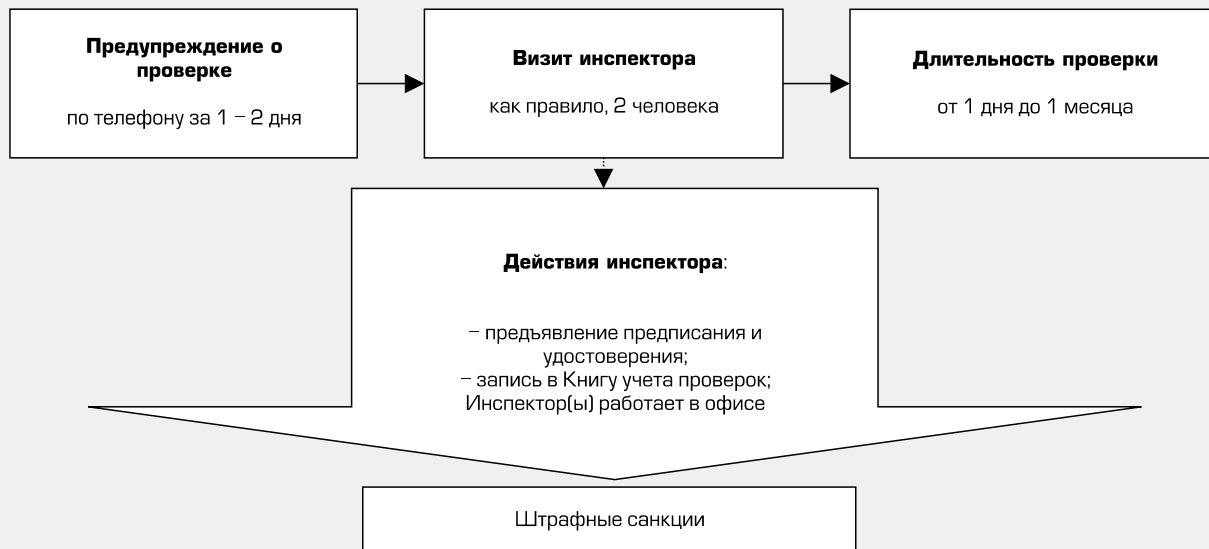 Предупреждение о
проверке
по телефону за 1 – 2 дня
Визит инспектора
как правило, 2 человека
Длительность проверки
от 1 дня до 1 месяца
Действия инспектора:
– предъявление предписания и
удостоверения;
– запись в Книгу учета проверок;
Инспектор(ы) работает в офисе
Штрафные санкции